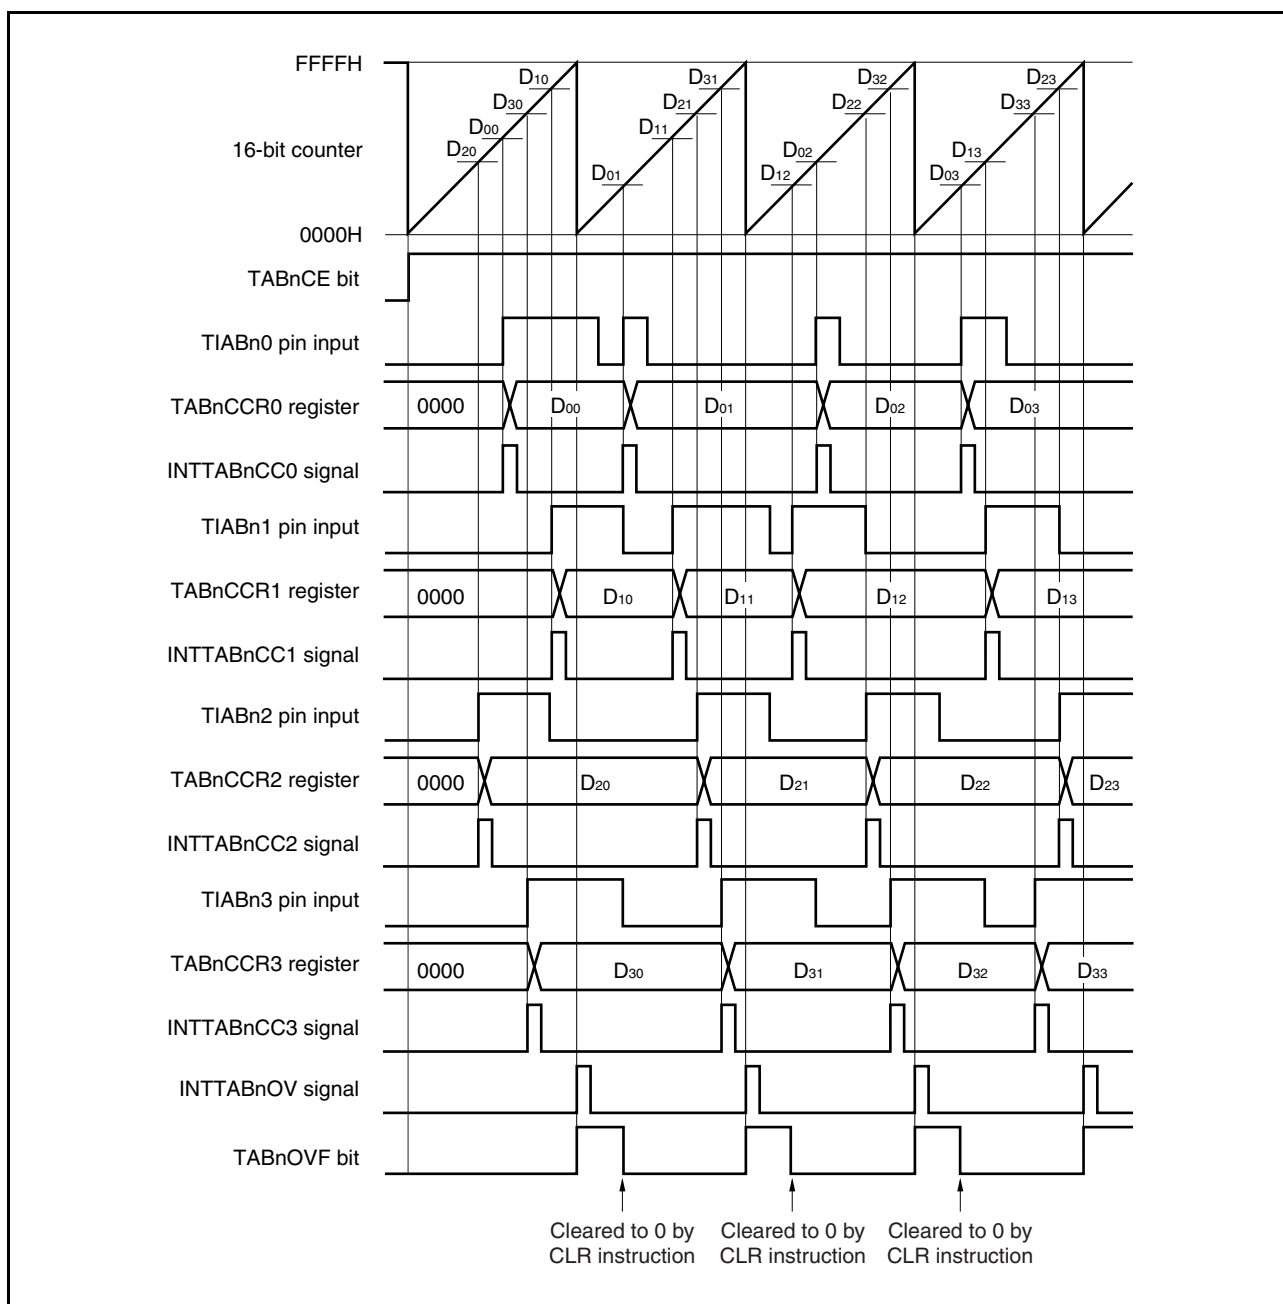 FFFFH
D10 D31 D32 D23
D30 D21 D22 D33
D00 D11
16-bit counter
D20 D02 D13
D01 D12 D03
0000H
TABnCE bit
TIABn0 pin input
TABnCCR0 register 0000 D00 D01 D02 D03
INTTABnCC0 signal
TIABn1 pin input
TABnCCR1 register 0000 D10 D11 D12 D13
INTTABnCC1 signal
TIABn2 pin input
TABnCCR2 register 0000 D20 D21 D22 D23
INTTABnCC2 signal
TIABn3 pin input
TABnCCR3 register 0000 D30 D31 D32 D33
INTTABnCC3 signal
INTTABnOV signal
TABnOVF bit
Cleared to 0 by
CLR instruction
Cleared to 0 by
CLR instruction
Cleared to 0 by
CLR instruction